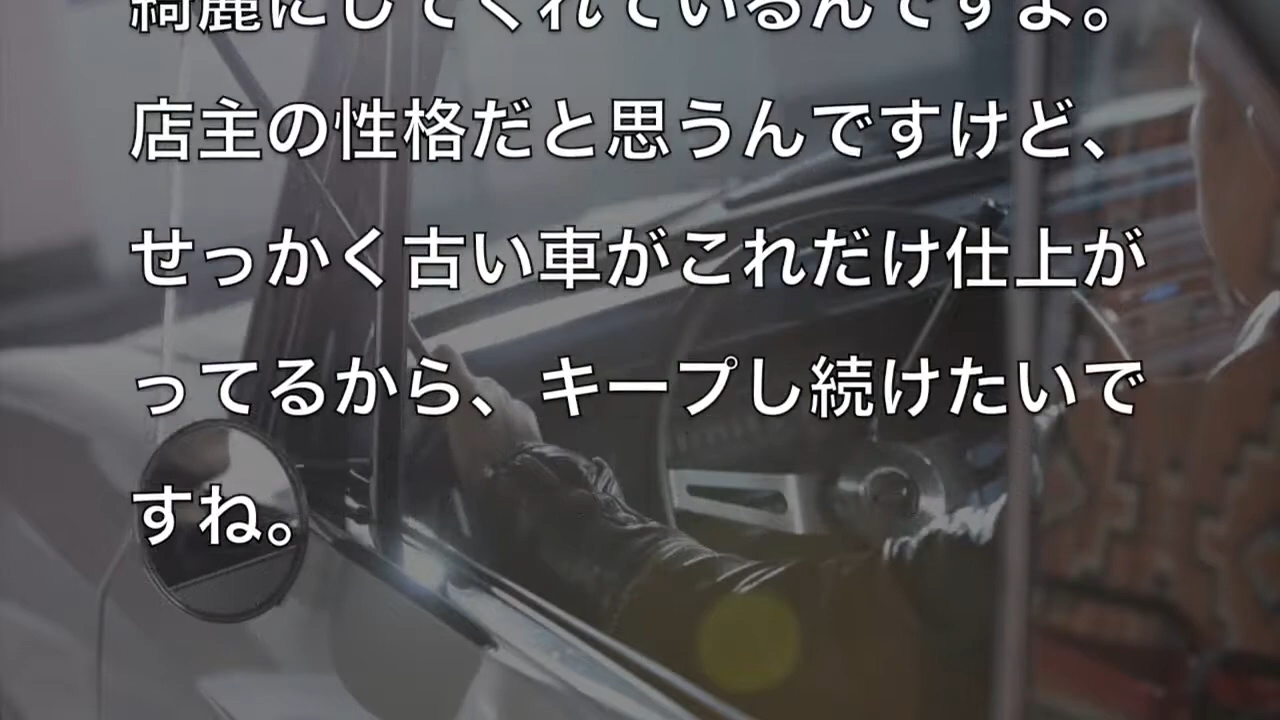 綺麗にしてくれているんですよ。
店主の性格だと思うんですけど、
せっかく古い車がこれだけ仕上が
ってるから、キープし続けたいで
すね。